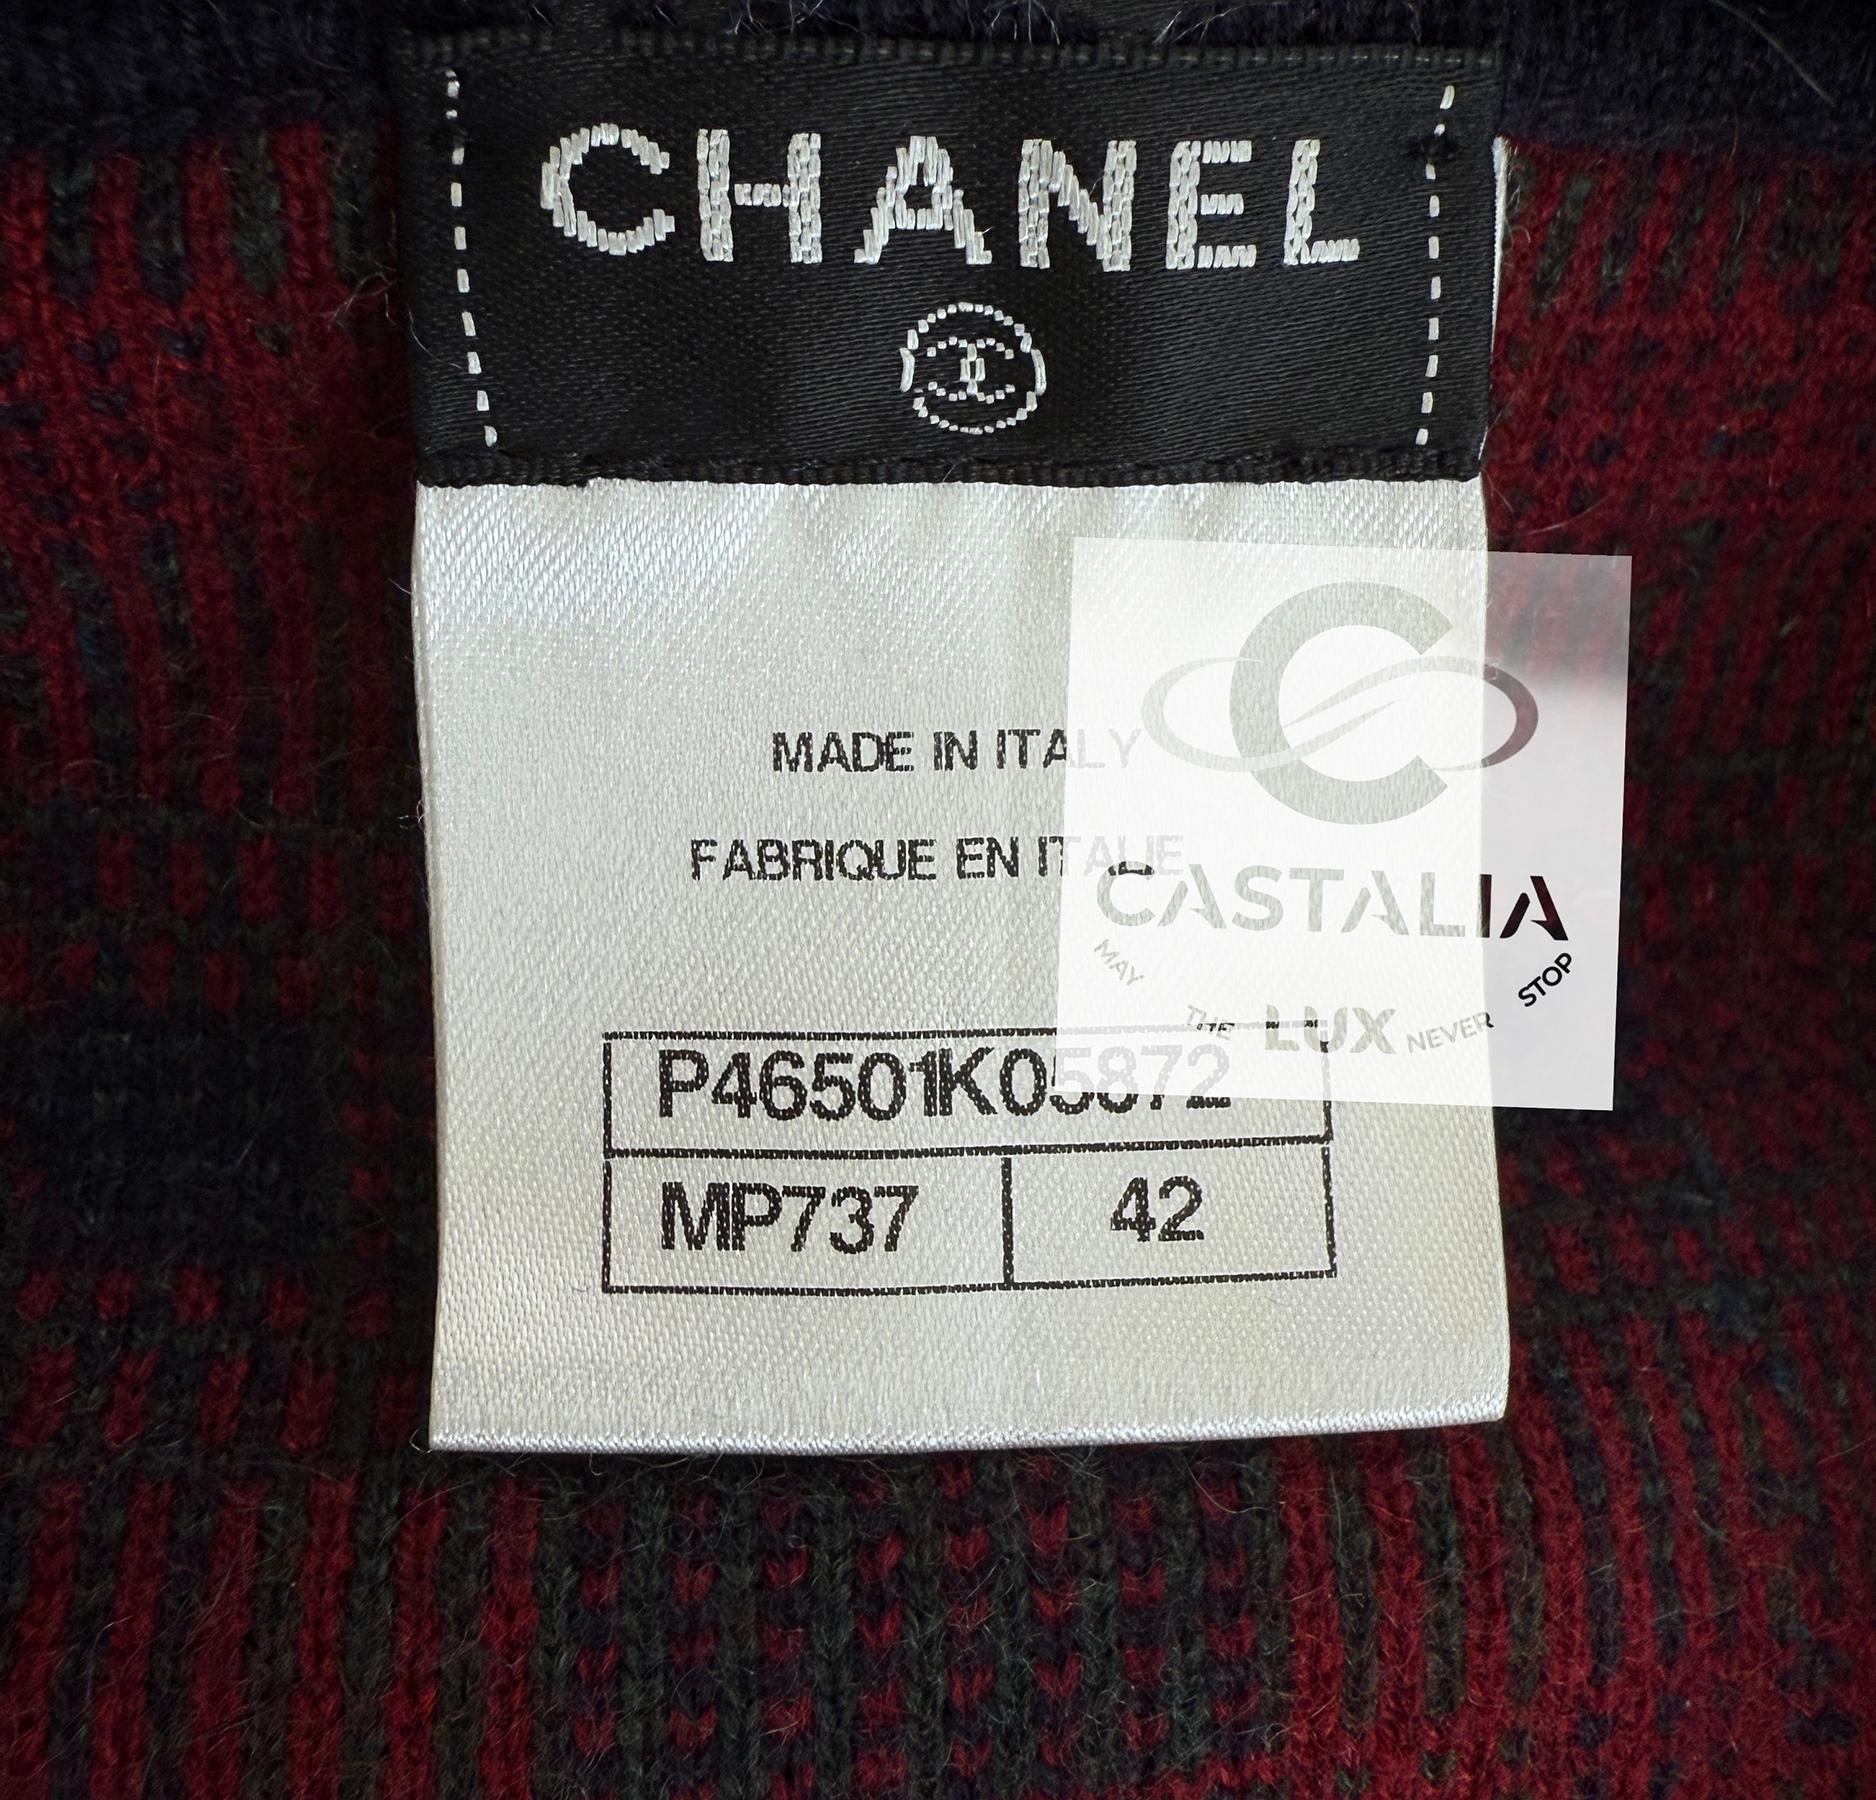 CHANEL
MADE IN ITALY
FABRIQUE EN ITALIE
CASTALIA
MAY THE LUX NEVER STOP
P46501K05872
MP737
42